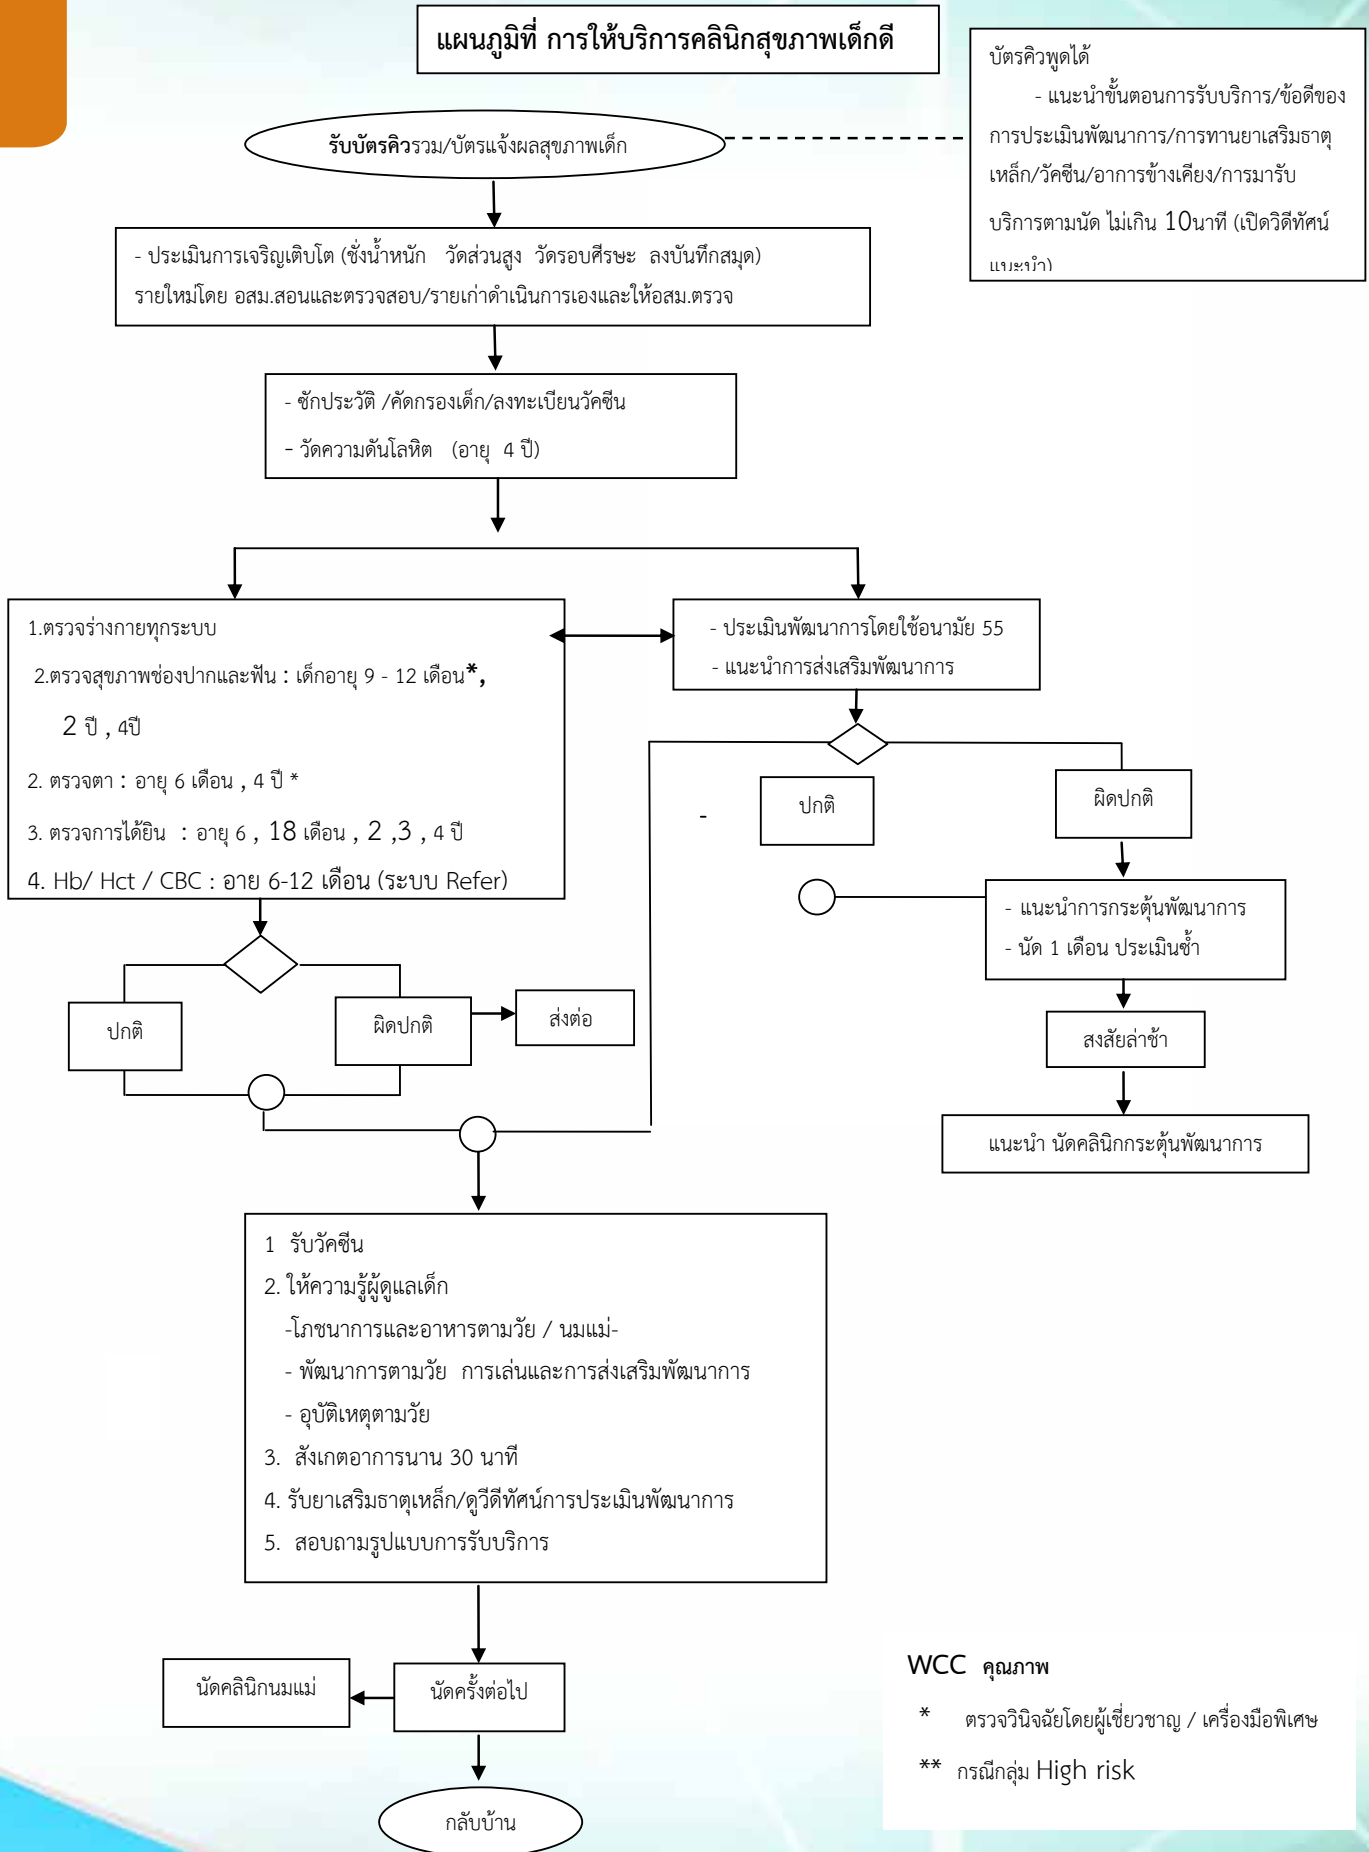 แผนภูมิที่ การให้บริการคลินิกสุขภาพเด็กดี
บัตรคิวพูดได้
- แนะนำขั้นตอนการรับบริการ/ข้อดีของ
การประเมินพัฒนาการ/การทานยาเสริมธาตุ
เหล็ก/วัคซีน/อาการข้างเคียง/การมารับ
บริการตามนัด ไม่เกิน 10นาที (เปิดวิดีทัศน์
แนะนำ)
รับบัตรคิวรวม/บัตรแจ้งผลสุขภาพเด็ก
- ประเมินการเจริญเติบโต (ชั่งน้ำหนัก วัดส่วนสูง วัดรอบศีรษะ ลงบันทึกสมุด)
รายใหม่โดย อสม.สอนและตรวจสอบ/รายเก่าดำเนินการเองและให้อสม.ตรวจ
- ซักประวัติ /คัดกรองเด็ก/ลงทะเบียนวัคซีน
- วัดความดันโลหิต (อายุ 4 ปี)
1.ตรวจร่างกายทุกระบบ
2.ตรวจสุขภาพช่องปากและฟัน : เด็กอายุ 9 - 12 เดือน*,
2 ปี , 4ปี
2. ตรวจตา : อายุ 6 เดือน , 4 ปี *
3. ตรวจการได้ยิน : อายุ 6 , 18 เดือน , 2 ,3 , 4 ปี
4. Hb/ Hct / CBC : อาย 6-12 เดือน (ระบบ Refer)
- ประเมินพัฒนาการโดยใช้อนามัย 55
- แนะนำการส่งเสริมพัฒนาการ
-
ปกติ
ผิดปกติ
- แนะนำการกระตุ้นพัฒนาการ
- นัด 1 เดือน ประเมินซ้ำ
ปกติ
ผิดปกติ
ส่งต่อ
สงสัยล่าช้า
แนะนำ นัดคลินิกกระตุ้นพัฒนาการ
1 รับวัคซีน
2. ให้ความรู้ผู้ดูแลเด็ก
-โภชนาการและอาหารตามวัย / นมแม่-
- พัฒนาการตามวัย การเล่นและการส่งเสริมพัฒนาการ
- อุบัติเหตุตามวัย
3. สังเกตอาการนาน 30 นาที
4. รับยาเสริมธาตุเหล็ก/ดูวีดีทัศน์การประเมินพัฒนาการ
5. สอบถามรูปแบบการรับบริการ
นัดคลินิกนมแม่
นัดครั้งต่อไป
กลับบ้าน
WCC คุณภาพ
* ตรวจวินิจฉัยโดยผู้เชี่ยวชาญ / เครื่องมือพิเศษ
** กรณีกลุ่ม High risk